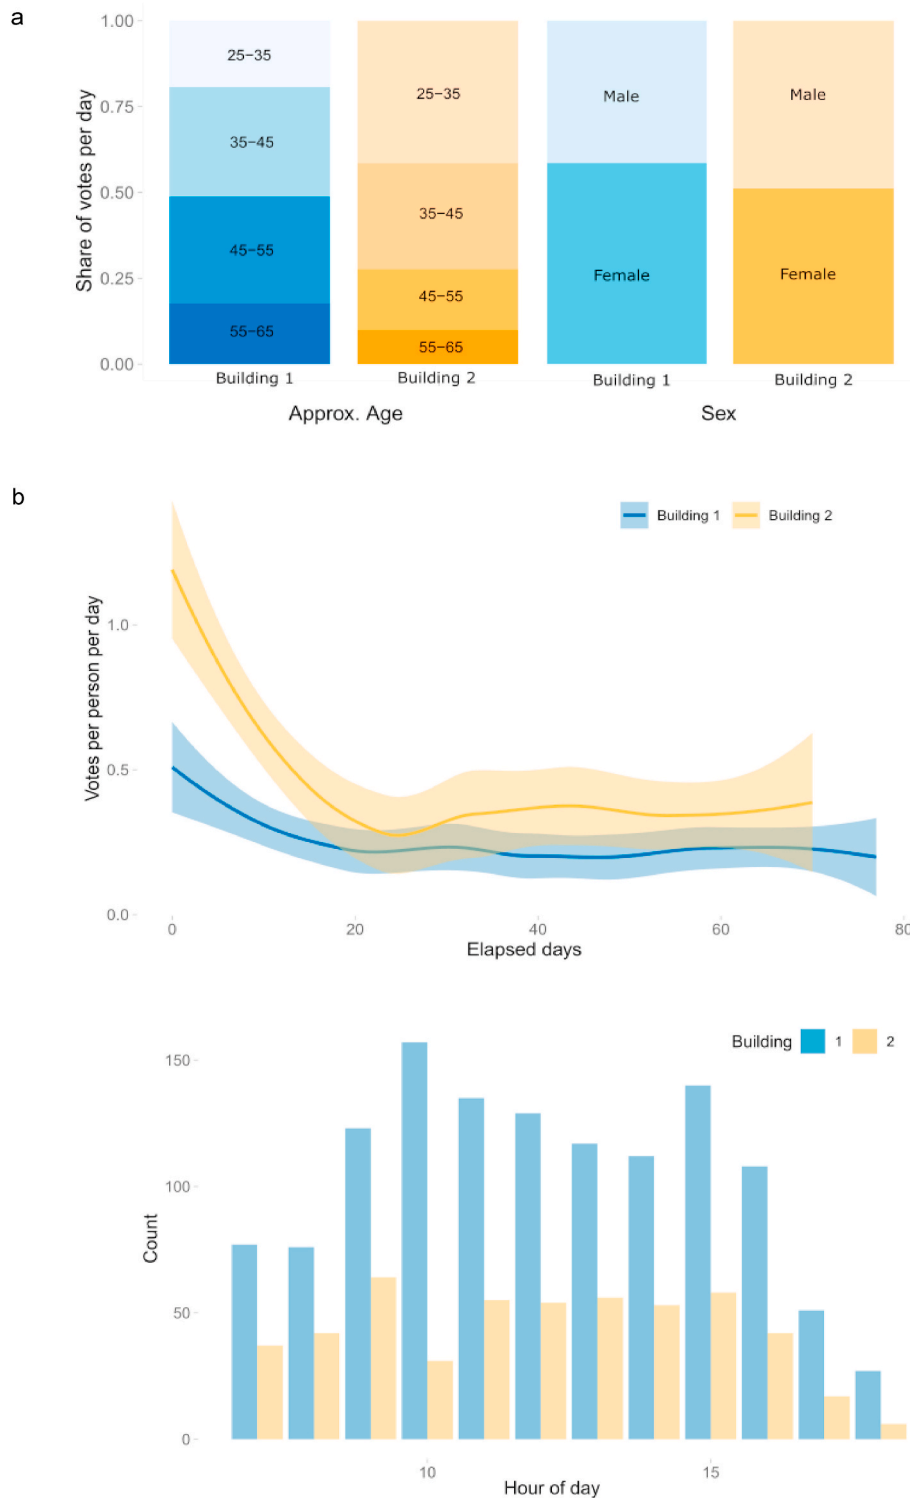 a
1.00
0.75
0.50
0.25
0.00
Share of votes per day
25−35
35−45
45−55
55−65
25−35
35−45
45−55
55−65
Male
Female
Male
Female
Building 1
Building 2
Building 1
Building 2
Approx. Age
Sex
b
Building 1
Building 2
Votes per person per day
1.0
0.5
0.0
0
20
40
60
80
Elapsed days
Building
1
2
Count
150
100
50
0
10
15
Hour of day